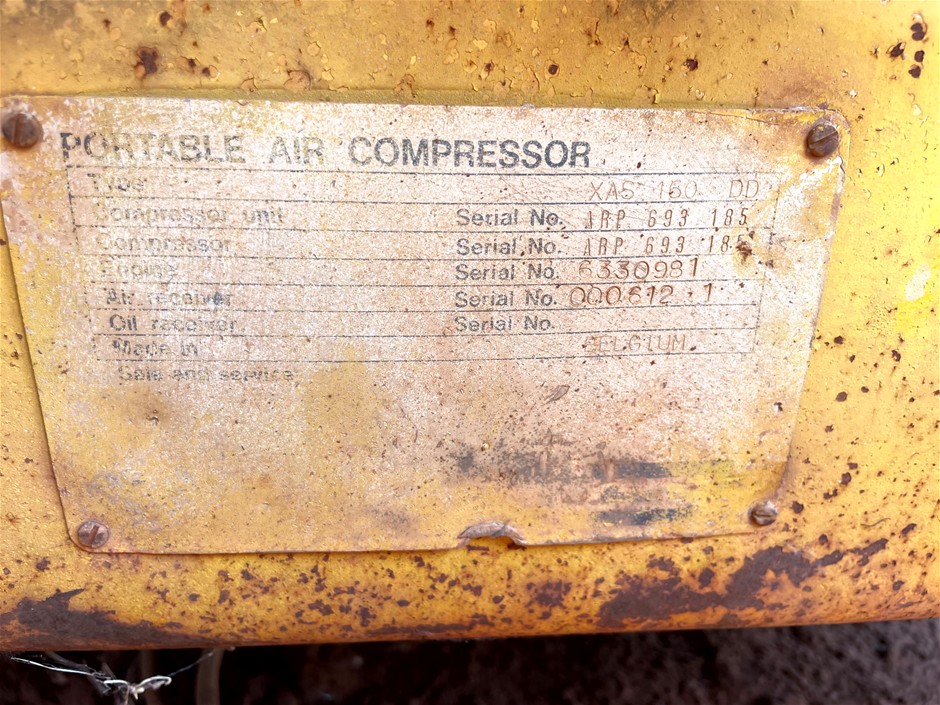 PORTABLE AIR COMPRESSOR
Type XAS 160 DD
Compressor unit Serial No. ARP 693 185
Compressor Serial No. ARP 693 185
Engine Serial No. 6330981
Air receiver Serial No. 000612-1
Oil receiver Serial No.
Made in BELGIUM
Sale and service